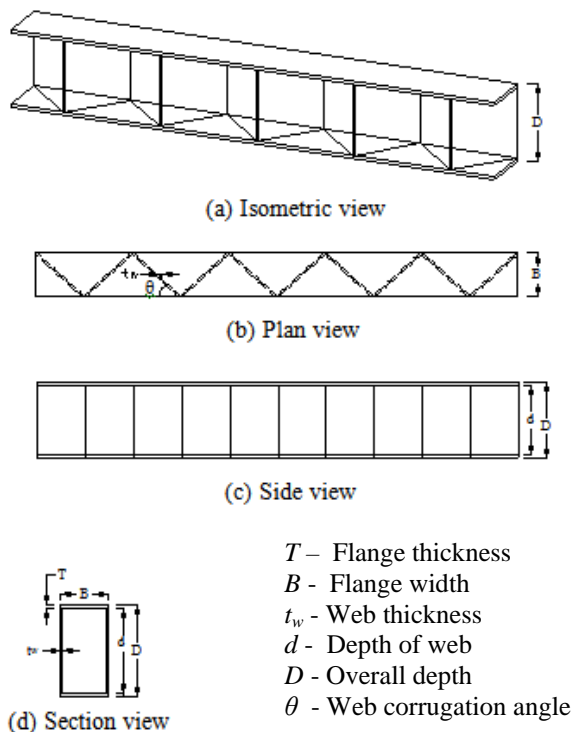 D
(a) Isometric view
tw
θ
B
(b) Plan view
d
D
(c) Side view
T
B
tw
d
D
(d) Section view
T – Flange thickness
B - Flange width
tw - Web thickness
d - Depth of web
D - Overall depth
θ - Web corrugation angle